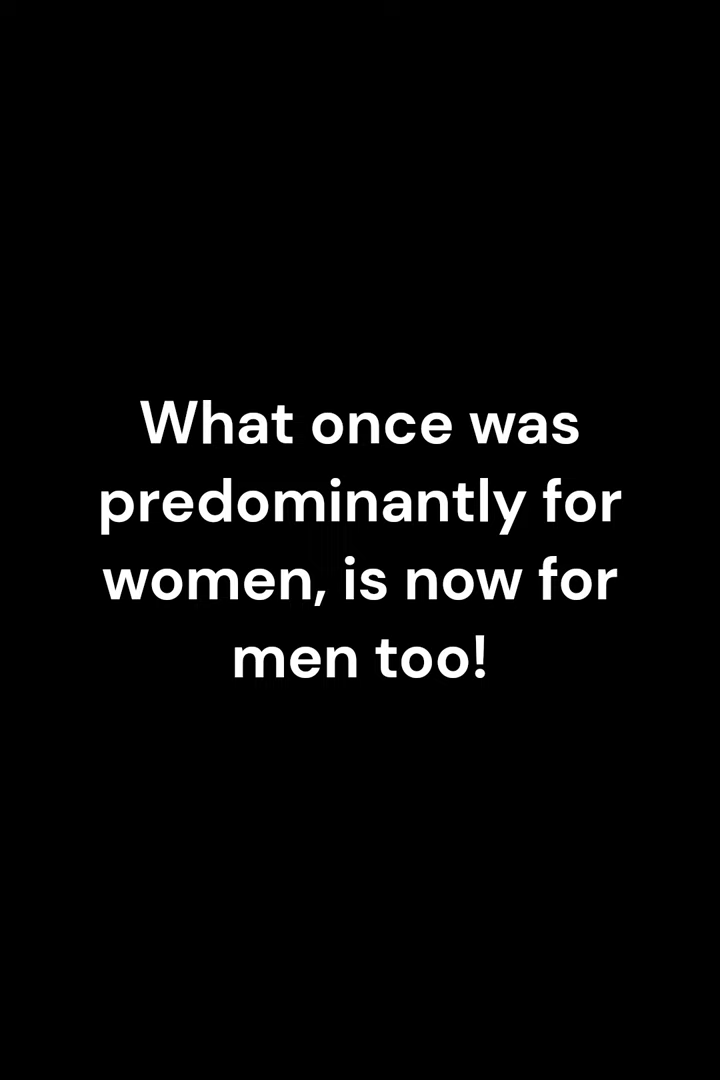 What once was
predominantly for
women, is now for
men too!